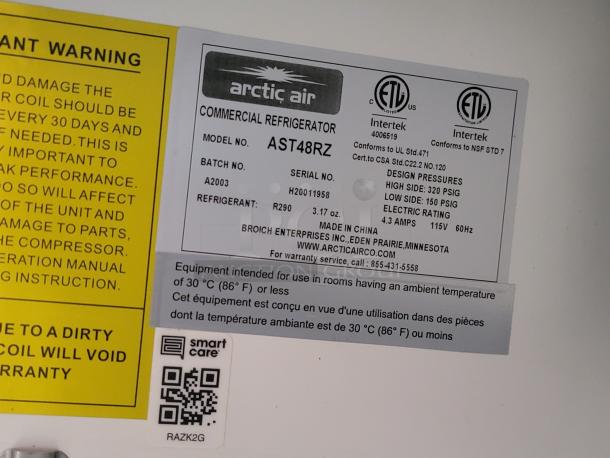 ANT WARNING
D DAMAGE THE
R COIL SHOULD BE
EVERY 30 DAYS AND
F NEEDED. THIS IS
Y IMPORTANT TO
AK PERFORMANCE.
O SO WILL AFFECT
OF THE UNIT AND
AMAGE TO PARTS,
HE COMPRESSOR.
ERATION MANUAL
G INSTRUCTION.
E TO A DIRTY
COIL WILL VOID
RRANTY
arctic air
COMMERCIAL REFRIGERATOR
MODEL NO. AST48RZ
BATCH NO. SERIAL NO.
A2003 H20011958
REFRIGERANT: R290 3.17 oz.
C ETL US
Intertek
4006519
Conforms to UL Std.471
Cert.to CSA Std.C22.2 NO.120
ETL
Intertek
Conforms to NSF STD 7
DESIGN PRESSURES
HIGH SIDE: 320 PSIG
LOW SIDE: 150 PSIG
ELECTRIC RATING
4.3 AMPS 115V 60Hz
MADE IN CHINA
BROICH ENTERPRISES INC.,EDEN PRAIRIE,MINNESOTA
WWW.ARCTICAIRCO.COM
For warranty service, call : 855-431-5558
Equipment intended for use in rooms having an ambient temperature
of 30 °C (86° F) or less
Cet équipement est conçu en vue d'une utilisation dans des pièces
dont la température ambiante est de 30 °C (86° F) ou moins
smart
care
RAZK2G